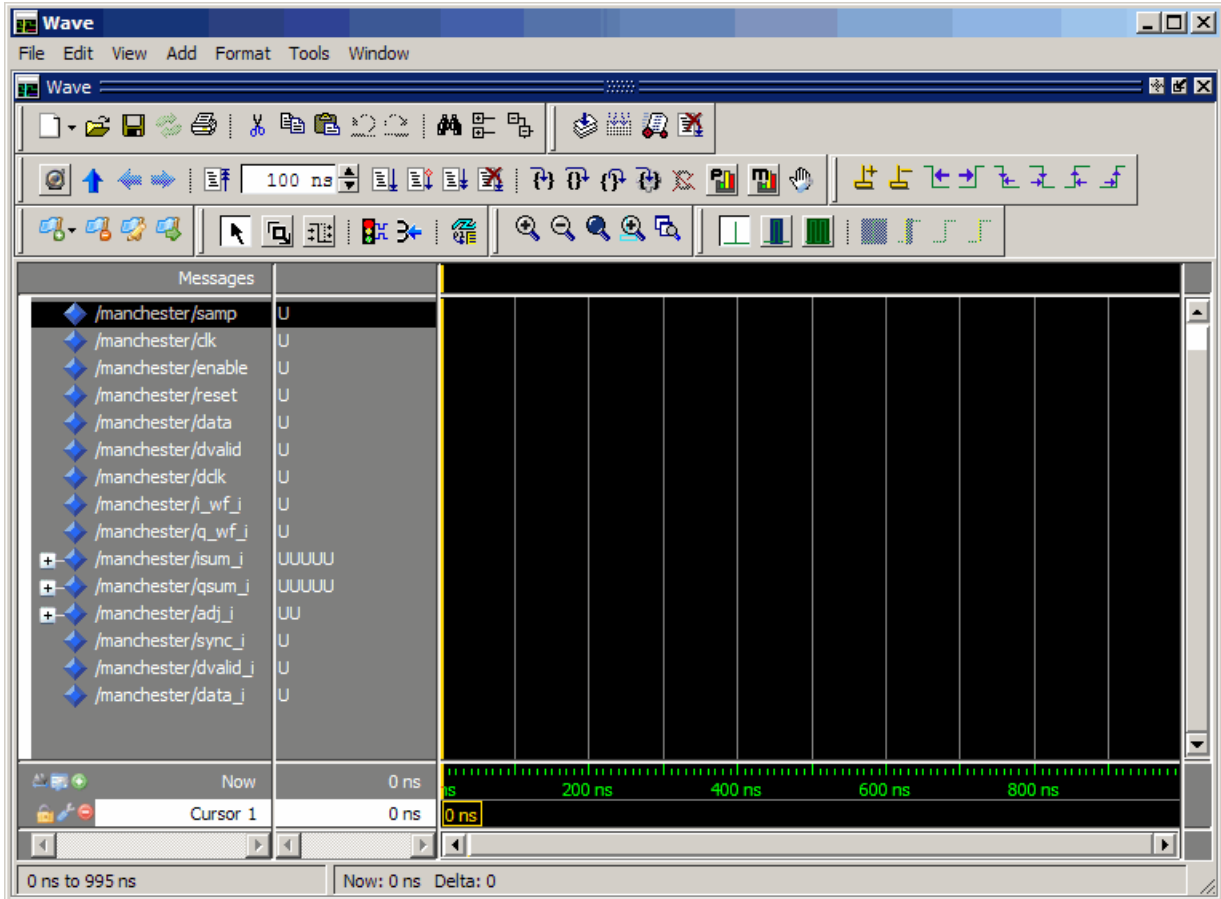 Wave
File Edit View Add Format Tools Window
Wave
100 ns
Messages
/manchester/samp U
/manchester/clk U
/manchester/enable U
/manchester/reset U
/manchester/data U
/manchester/dvalid U
/manchester/dclk U
/manchester/i_wf_i U
/manchester/q_wf_i U
/manchester/isum_i UUUUU
/manchester/qsum_i UUUUU
/manchester/adj_i UU
/manchester/sync_i U
/manchester/dvalid_i U
/manchester/data_i U
Now 0 ns ns 200 ns 400 ns 600 ns 800 ns
Cursor 1 0 ns 0 ns
0 ns to 995 ns Now: 0 ns Delta: 0